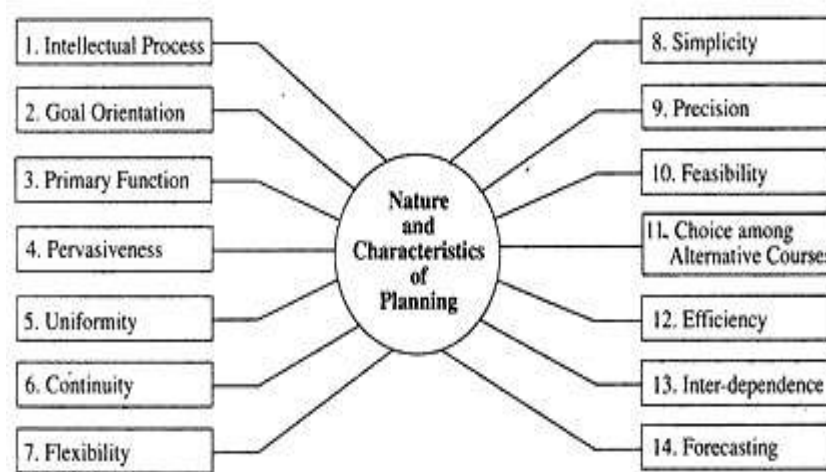 1. Intellectual Process
2. Goal Orientation
3. Primary Function
4. Pervasiveness
5. Uniformity
6. Continuity
7. Flexibility
Nature
and
Characteristics
of
Planning
8. Simplicity
9. Precision
10. Feasibility
11. Choice among
Alternative Courses
12. Efficiency
13. Inter-dependence
14. Forecasting